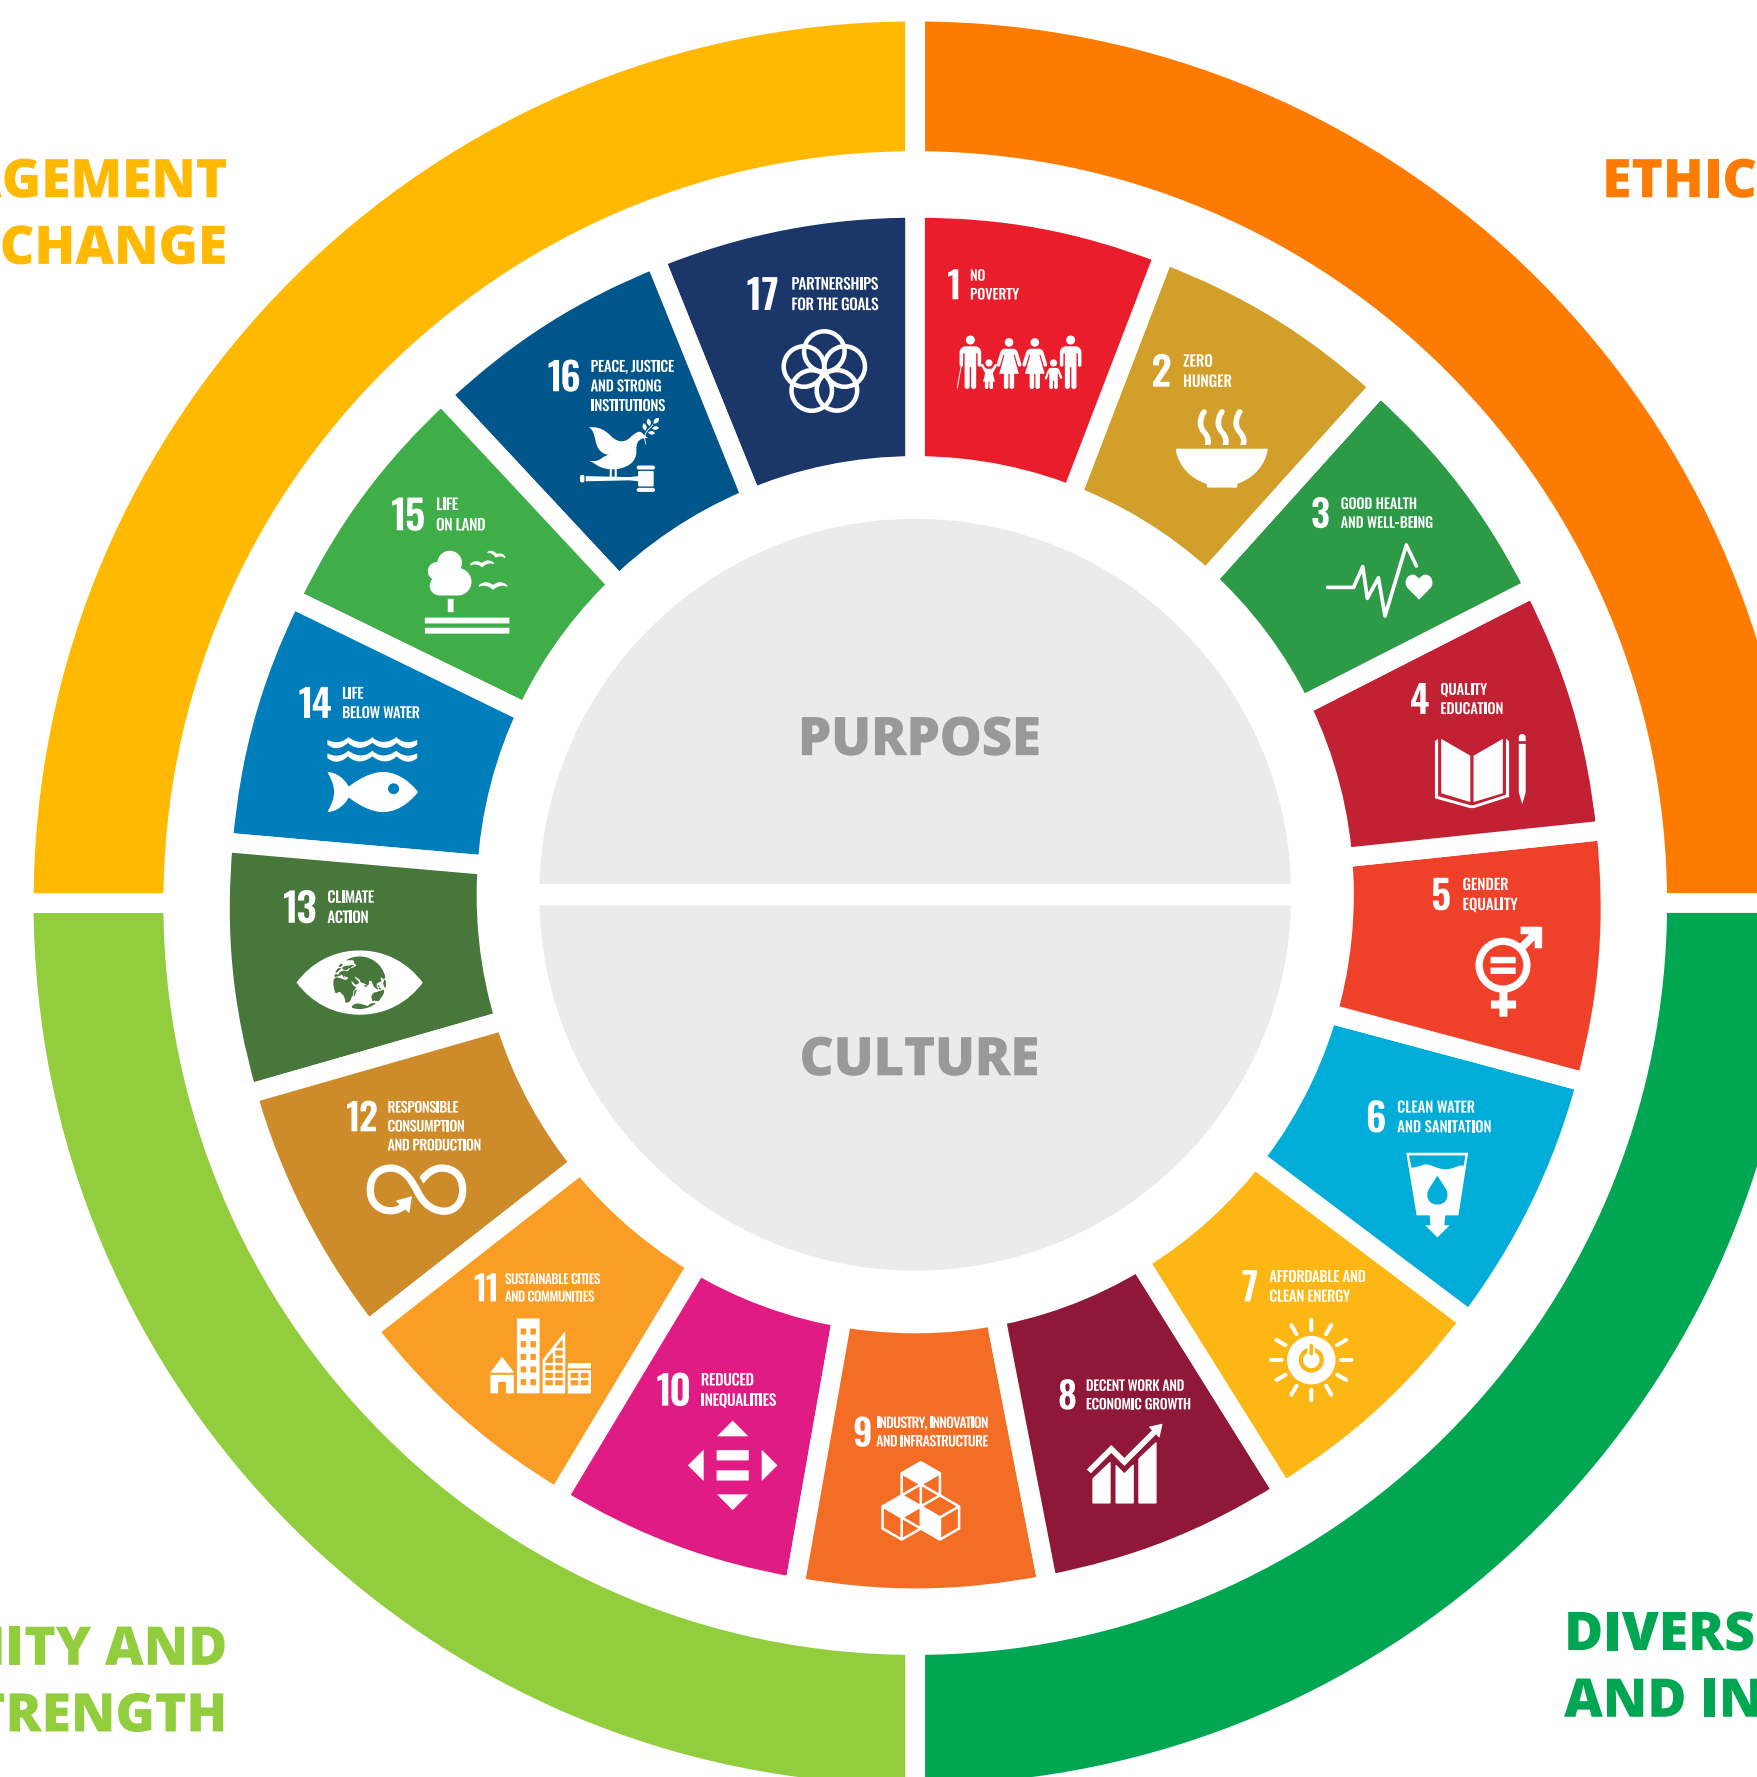 CHANGE
ETHIC
17 PARTNERSHIPS
FOR THE GOALS
1 NO
POVERTY
2 ZERO
HUNGER
3 GOOD HEALTH
AND WELL-BEING
4 QUALITY
EDUCATION
5 GENDER
EQUALITY
6 CLEAN WATER
AND SANITATION
7 AFFORDABLE AND
CLEAN ENERGY
8 DECENT WORK AND
ECONOMIC GROWTH
9 INDUSTRY, INNOVATION
AND INFRASTRUCTURE
10 REDUCED
INEQUALITIES
11 SUSTAINABLE CITIES
AND COMMUNITIES
12 RESPONSIBLE
CONSUMPTION
AND PRODUCTION
13 CLIMATE
ACTION
14 LIFE
BELOW WATER
15 LIFE
ON LAND
16 PEACE, JUSTICE
AND STRONG
INSTITUTIONS
PURPOSE
CULTURE
ITY AND
TRENGTH
DIVERS
AND IN